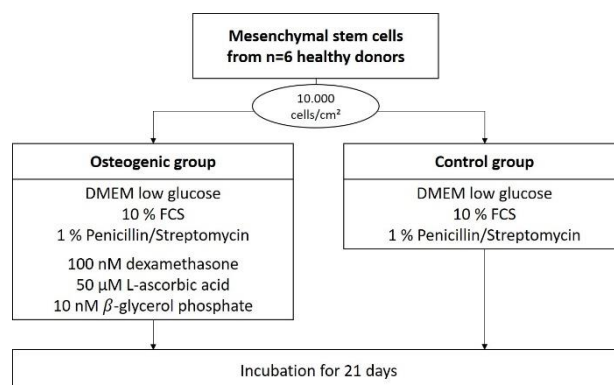 Mesenchymal stem cells
from n=6 healthy donors
10.000
cells/cm²
Osteogenic group
DMEM low glucose
10 % FCS
1 % Penicillin/Streptomycin
100 nM dexamethasone
50 µM L-ascorbic acid
10 nM β-glycerol phosphate
Control group
DMEM low glucose
10 % FCS
1 % Penicillin/Streptomycin
Incubation for 21 days